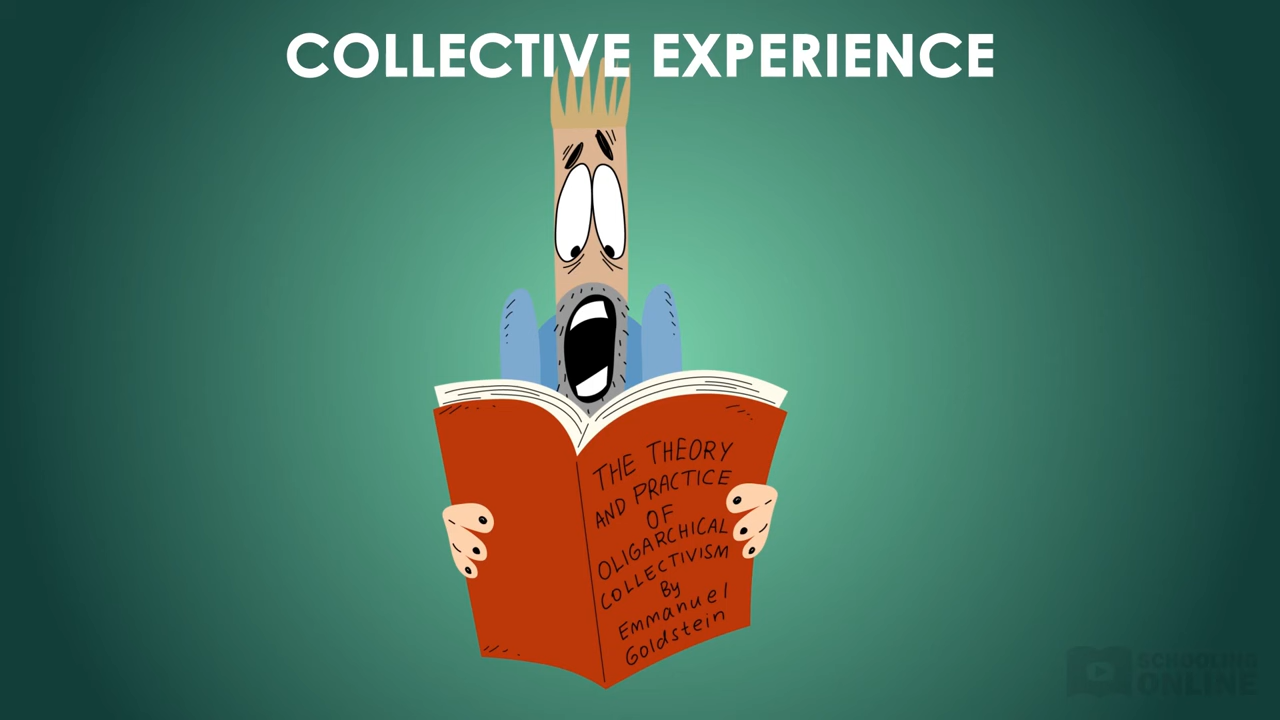 COLLECTIVE EXPERIENCE
THE THEORY
AND PRACTICE
OF
OLIGARCHICAL
COLLECTIVISM
By
Emmanuel
Goldstein
SCHOOLING
ONLINE